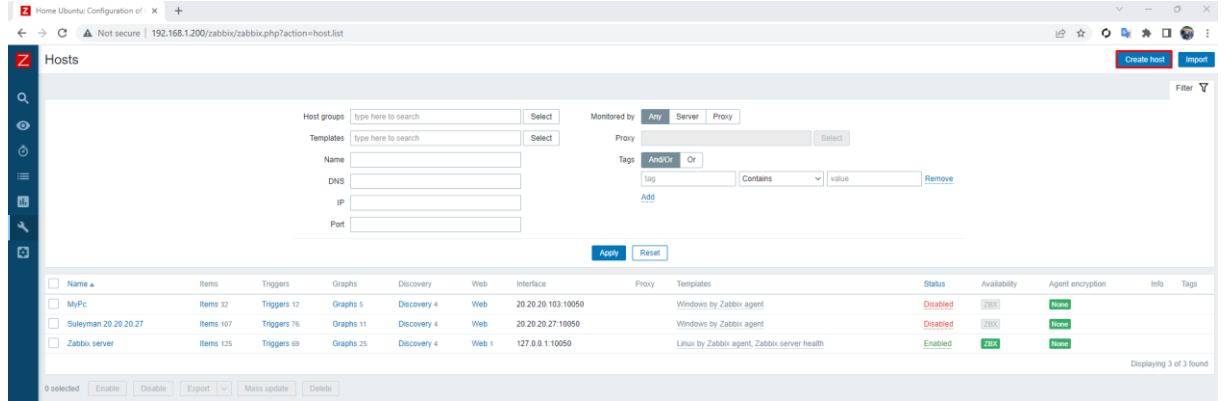 Home Ubuntu: Configuration of
Not secure 192.168.1.200/zabbix/zabbix.php?action=host.list
Z Hosts Create host Import
Filter
Host groups type here to search Select Monitored by Any Server Proxy
Templates type here to search Select Proxy Select
Name Tags And/Or Or
DNS tag Contains value Remove
IP Add
Port
Apply Reset
Name Items Triggers Graphs Discovery Web Interface Proxy Templates Status Availability Agent encryption Info Tags
MyPc Items 32 Triggers 12 Graphs 5 Discovery 4 Web 20.20.20.103:10050 Windows by Zabbix agent Disabled ZBX None
Suleyman 20.20.20.27 Items 107 Triggers 76 Graphs 11 Discovery 4 Web 20.20.20.27:10050 Windows by Zabbix agent Disabled ZBX None
Zabbix server Items 125 Triggers 69 Graphs 25 Discovery 4 Web 1 127.0.0.1:10050 Linux by Zabbix agent, Zabbix server health Enabled ZBX None
Displaying 3 of 3 found
0 selected Enable Disable Export Mass update Delete